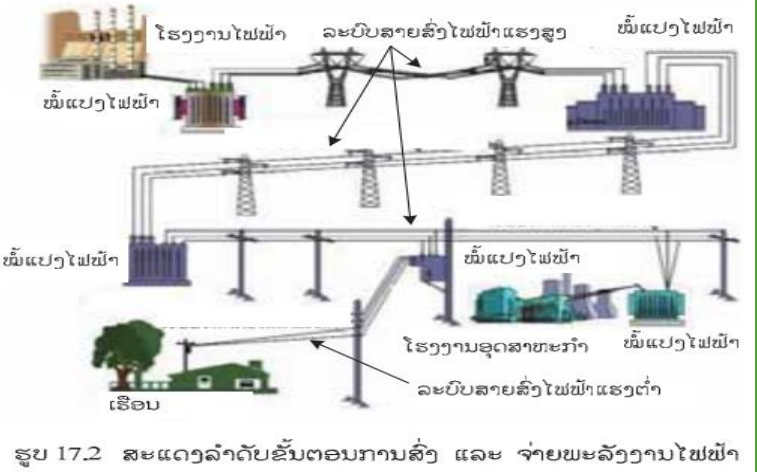 ໂຮງງານໄຟຟ້າ
ລະບົບສາຍສົ່ງໄຟຟ້າແຮງສູງ
ໝໍ້ແປງໄຟຟ້າ
ໝໍ້ແປງໄຟຟ້າ
ໝໍ້ແປງໄຟຟ້າ
ໝໍ້ແປງໄຟຟ້າ
ໂຮງງານອຸດສາຫະກຳ
ໝໍ້ແປງໄຟຟ້າ
ລະບົບສາຍສົ່ງໄຟຟ້າແຮງຕ່ຳ
ເຮືອນ
ຮູບ 17.2 ສະແດງລຳດັບຂັ້ນຕອນການສົ່ງ ແລະ ຈ່າຍພະລັງງານໄຟຟ້າ